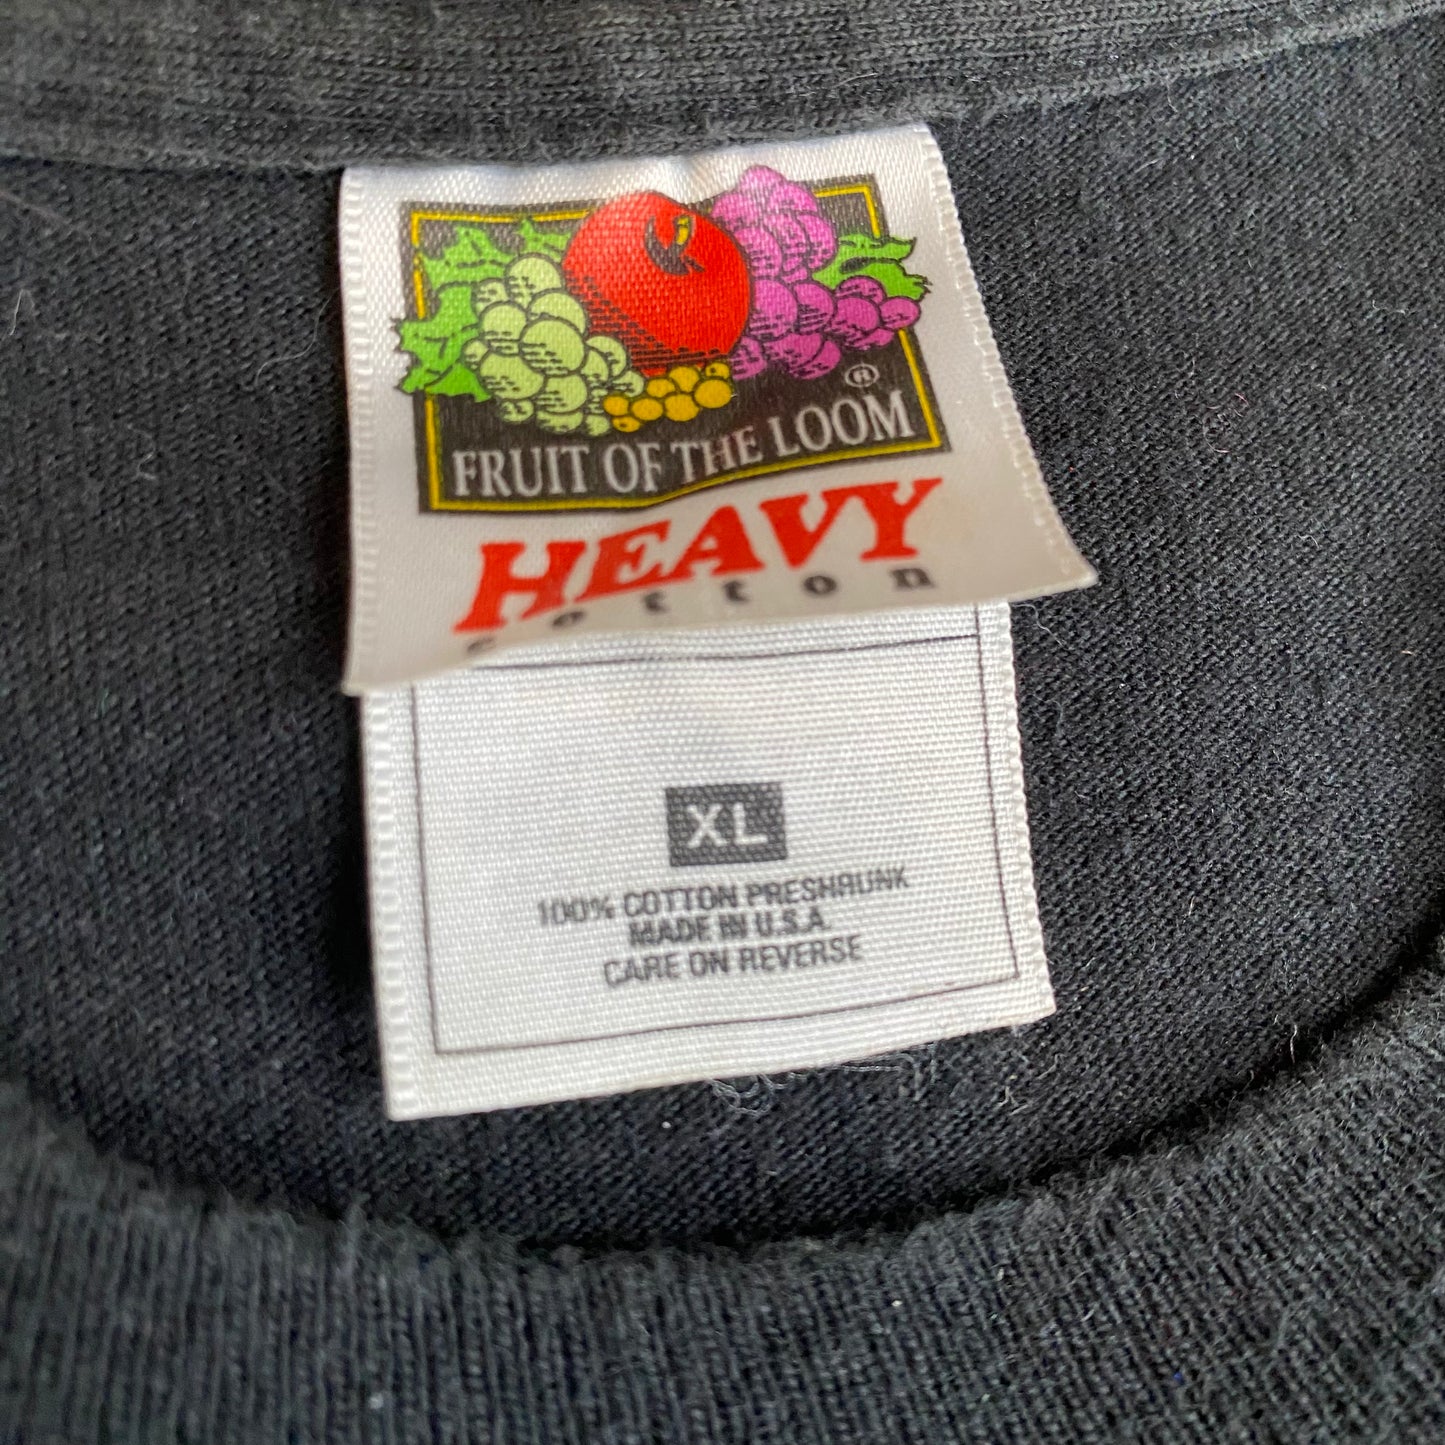 ®
FRUIT OF THE LOOM
HEAVY
cotton
XL
100% COTTON PRESHRUNK
MADE IN U.S.A.
CARE ON REVERSE